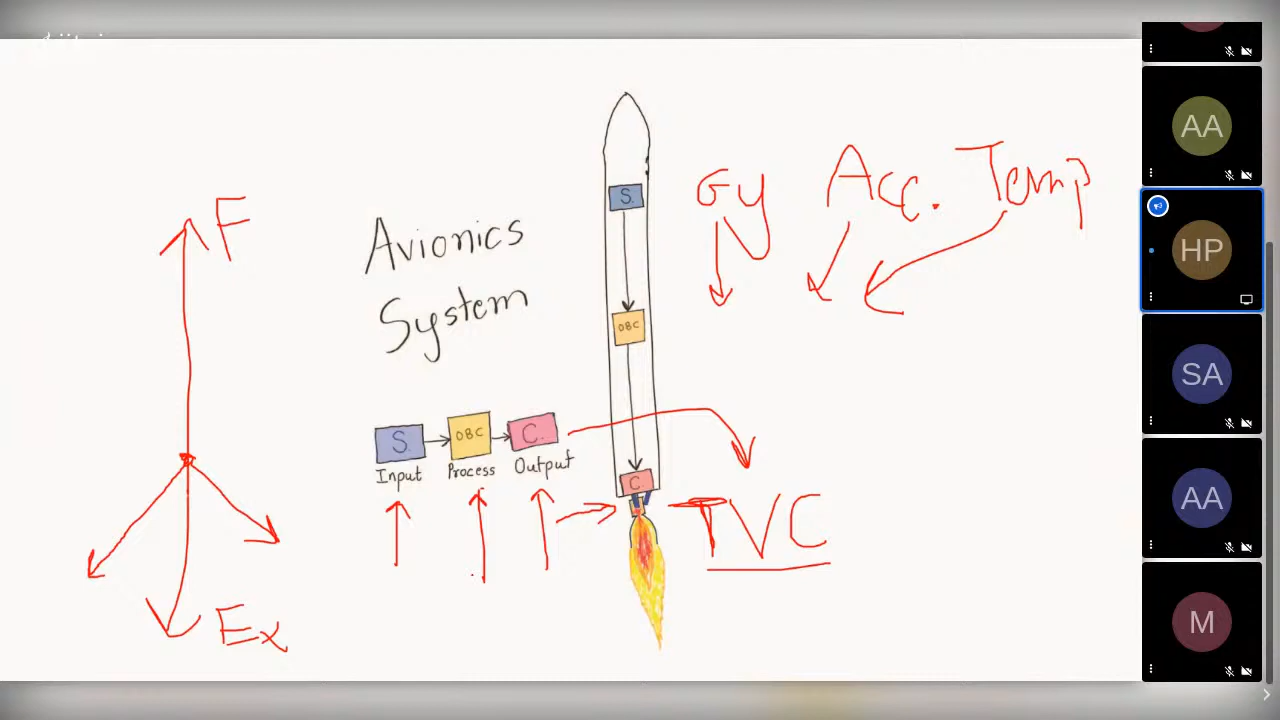 F
Avionics
System
S.
OBC
C.
Input
Process
Output
Ex
S.
OBC
C
Gy Acc. Temp
TVC
AA
HP
SA
AA
M